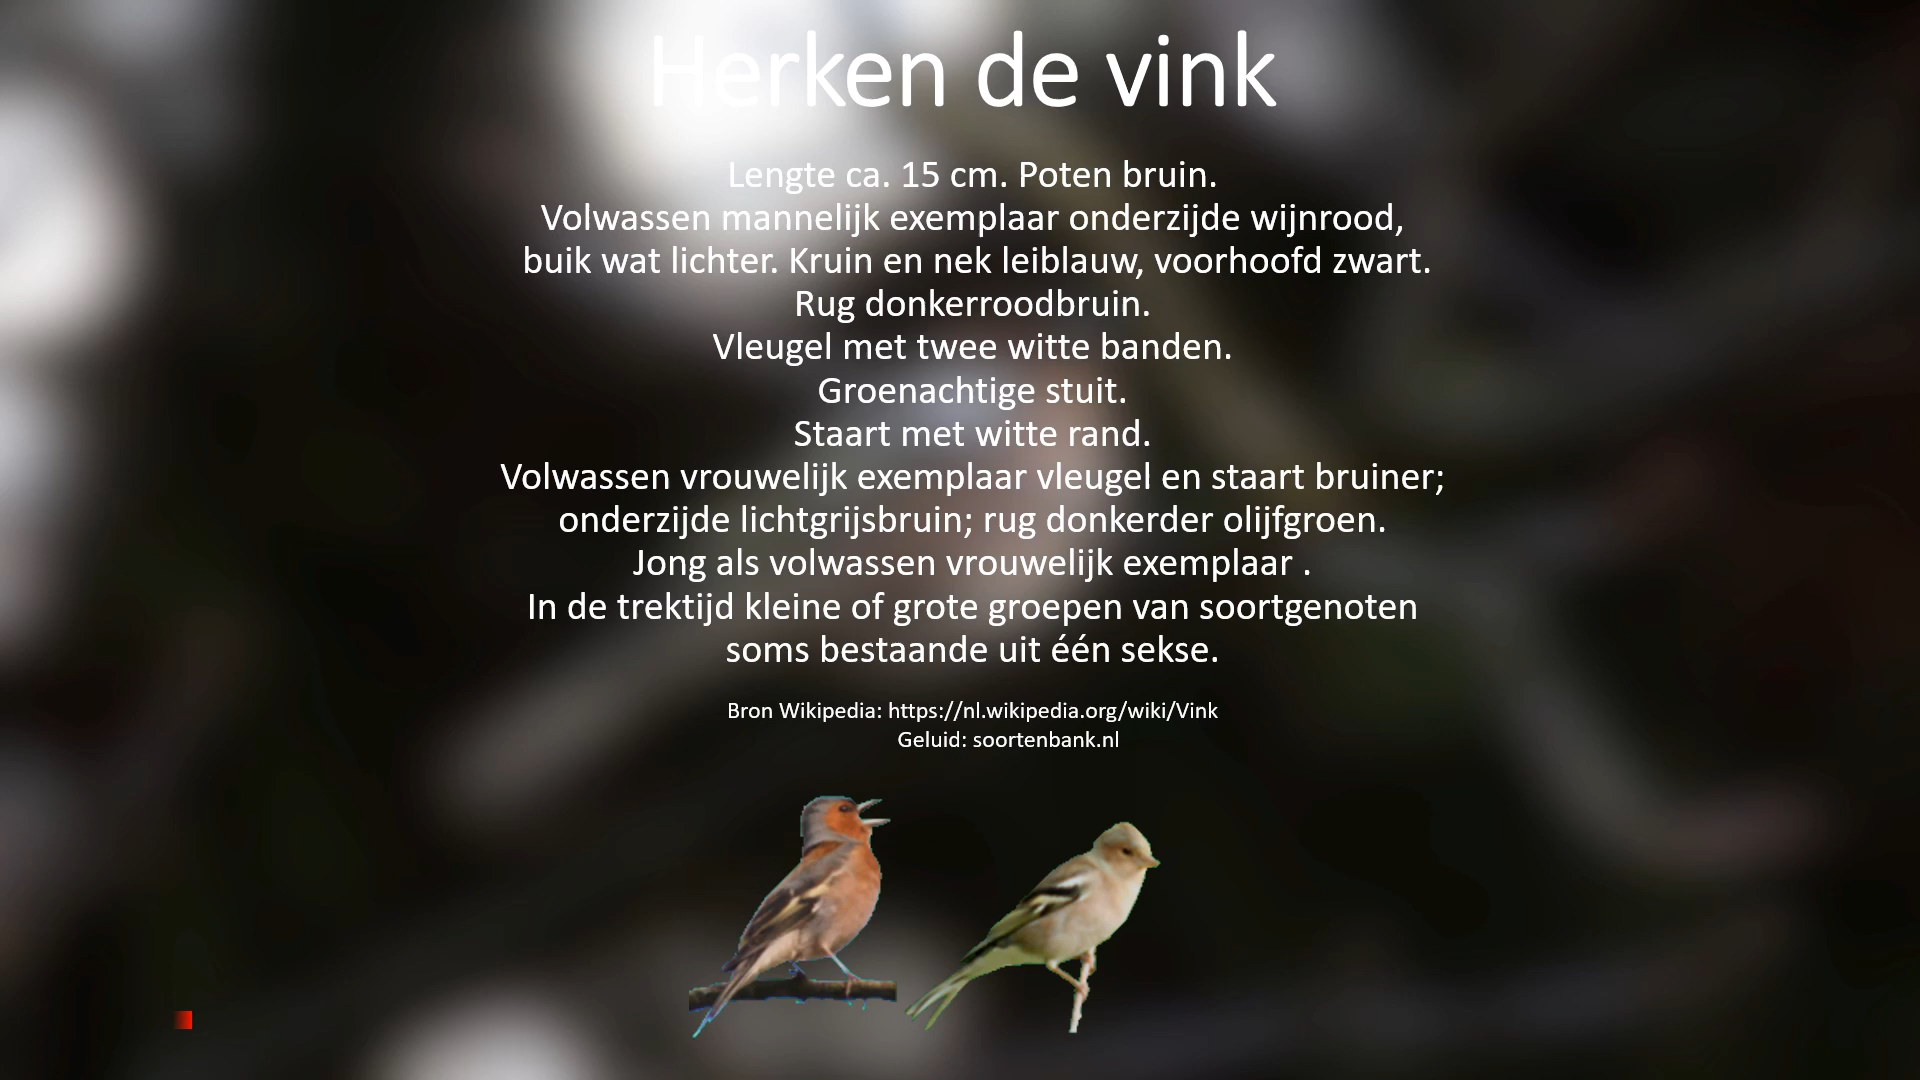 Herken de vink
Lengte ca. 15 cm. Poten bruin.
Volwassen mannelijk exemplaar onderzijde wijnrood,
buik wat lichter. Kruin en nek leiblauw, voorhoofd zwart.
Rug donkerroodbruin.
Vleugel met twee witte banden.
Groenachtige stuit.
Staart met witte rand.
Volwassen vrouwelijk exemplaar vleugel en staart bruiner;
onderzijde lichtgrijsbruin; rug donkerder olijfgroen.
Jong als volwassen vrouwelijk exemplaar .
In de trektijd kleine of grote groepen van soortgenoten
soms bestaande uit één sekse.
Bron Wikipedia: https://nl.wikipedia.org/wiki/Vink
Geluid: soortenbank.nl